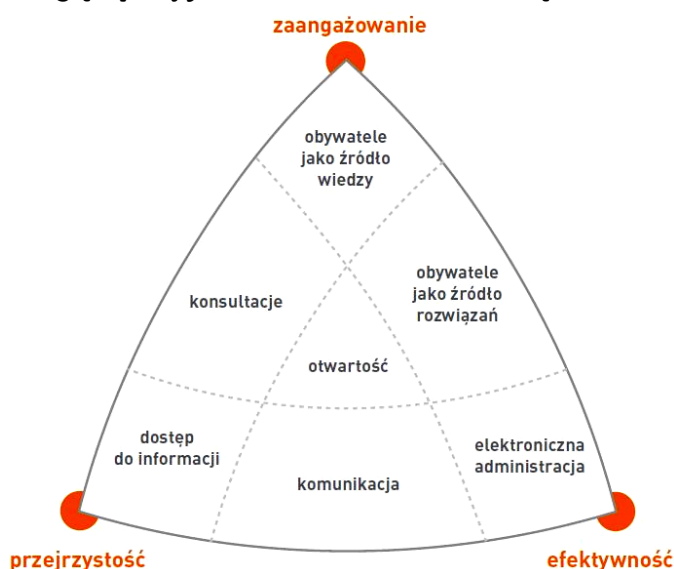 zaangażowanie
obywatele
jako źródło
wiedzy
konsultacje
obywatele
jako źródło
rozwiązań
otwartość
dostęp
do informacji
komunikacja
elektroniczna
administracja
przejrzystość
efektywność